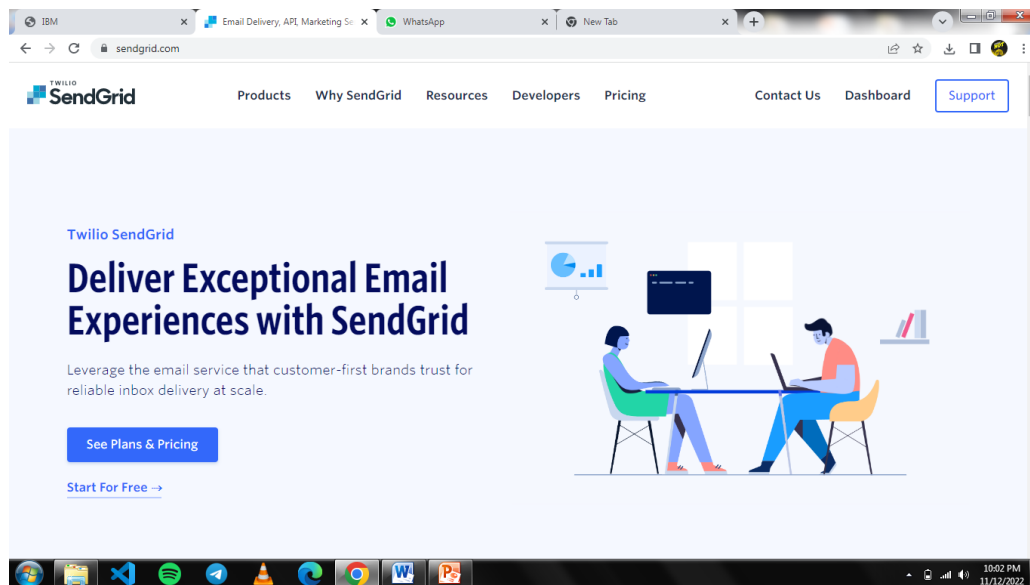 IBM
Email Delivery, API, Marketing Se
WhatsApp
New Tab
sendgrid.com
TWILIO
SendGrid
Products
Why SendGrid
Resources
Developers
Pricing
Contact Us
Dashboard
Support
Twilio SendGrid
Deliver Exceptional Email
Experiences with SendGrid
Leverage the email service that customer-first brands trust for
reliable inbox delivery at scale.
See Plans & Pricing
Start For Free →
10:02 PM
11/12/2022